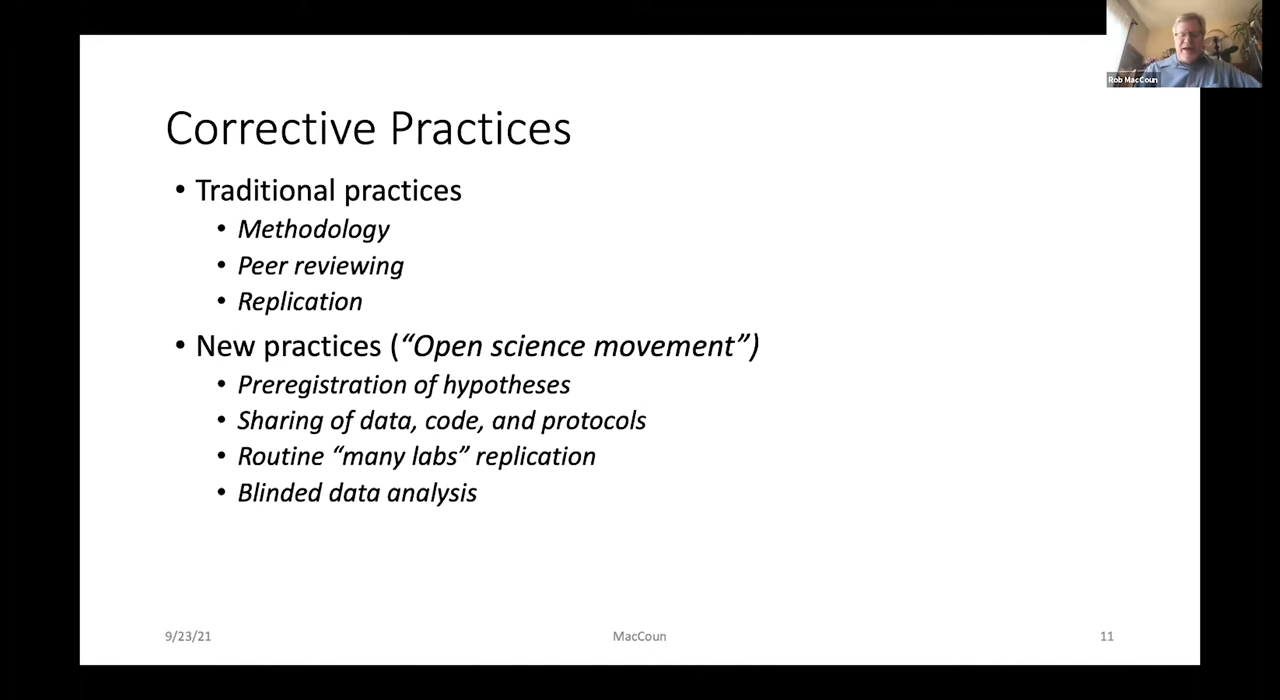 Rob MacCoun
Corrective Practices
• Traditional practices
• Methodology
• Peer reviewing
• Replication
• New practices (“Open science movement”)
• Preregistration of hypotheses
• Sharing of data, code, and protocols
• Routine “many labs” replication
• Blinded data analysis
9/23/21
MacCoun
11